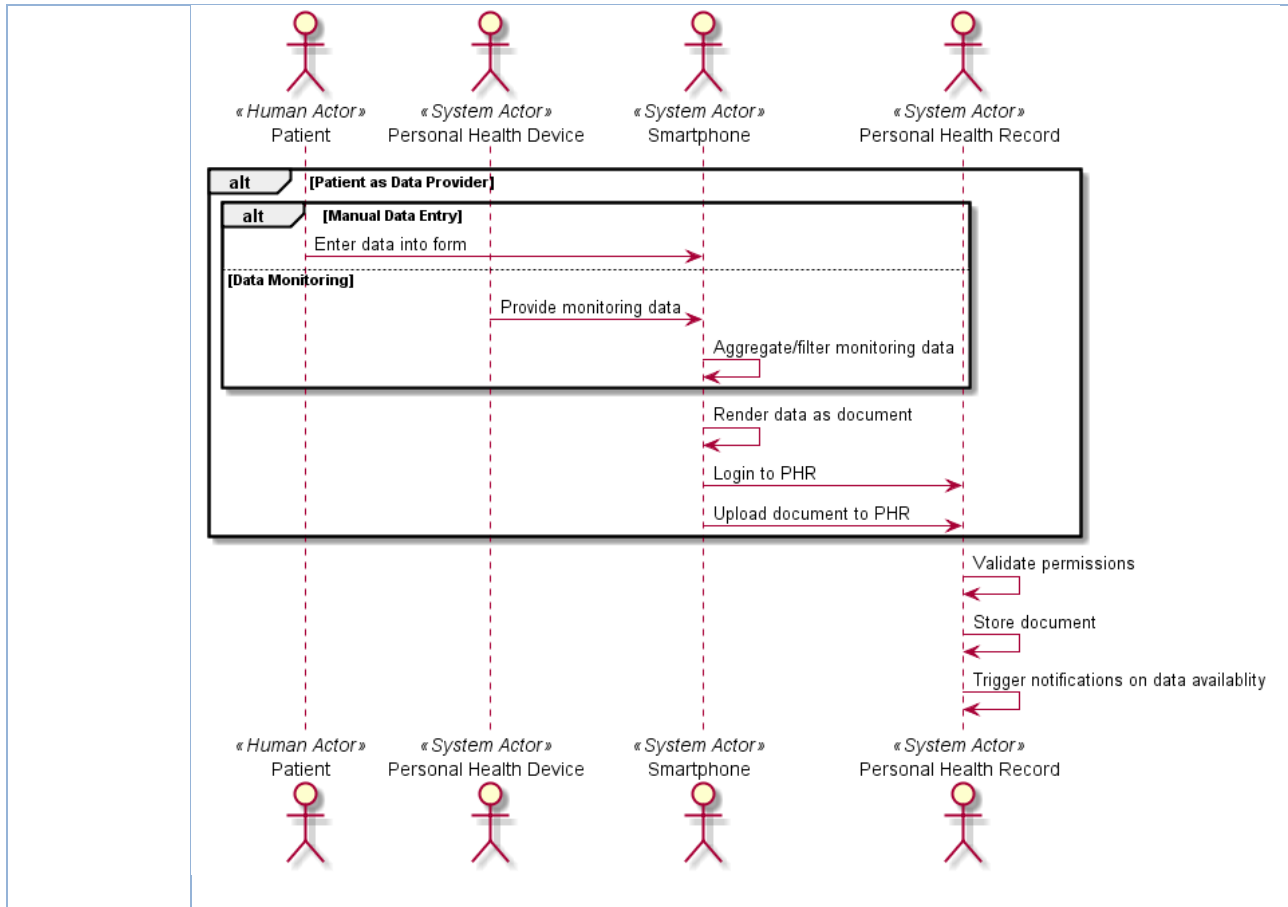 «Human Actor» «System Actor» «System Actor» «System Actor»
Patient Personal Health Device Smartphone Personal Health Record
alt [Patient as Data Provider]
alt [Manual Data Entry]
Enter data into form
[Data Monitoring]
Provide monitoring data
Aggregate/filter monitoring data
Render data as document
Login to PHR
Upload document to PHR
Validate permissions
Store document
Trigger notifications on data availablity
«Human Actor» «System Actor» «System Actor» «System Actor»
Patient Personal Health Device Smartphone Personal Health Record